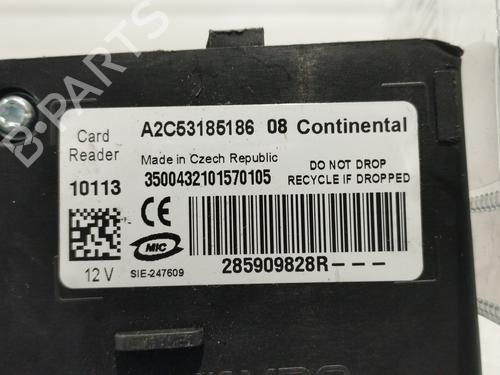 A2C53185186 08 Continental
Card
Reader
Made in Czech Republic
DO NOT DROP
10113
3500432101570105
RECYCLE IF DROPPED
CE
MIC
12 V
SIE-247609
285909828R---
B-PARTS